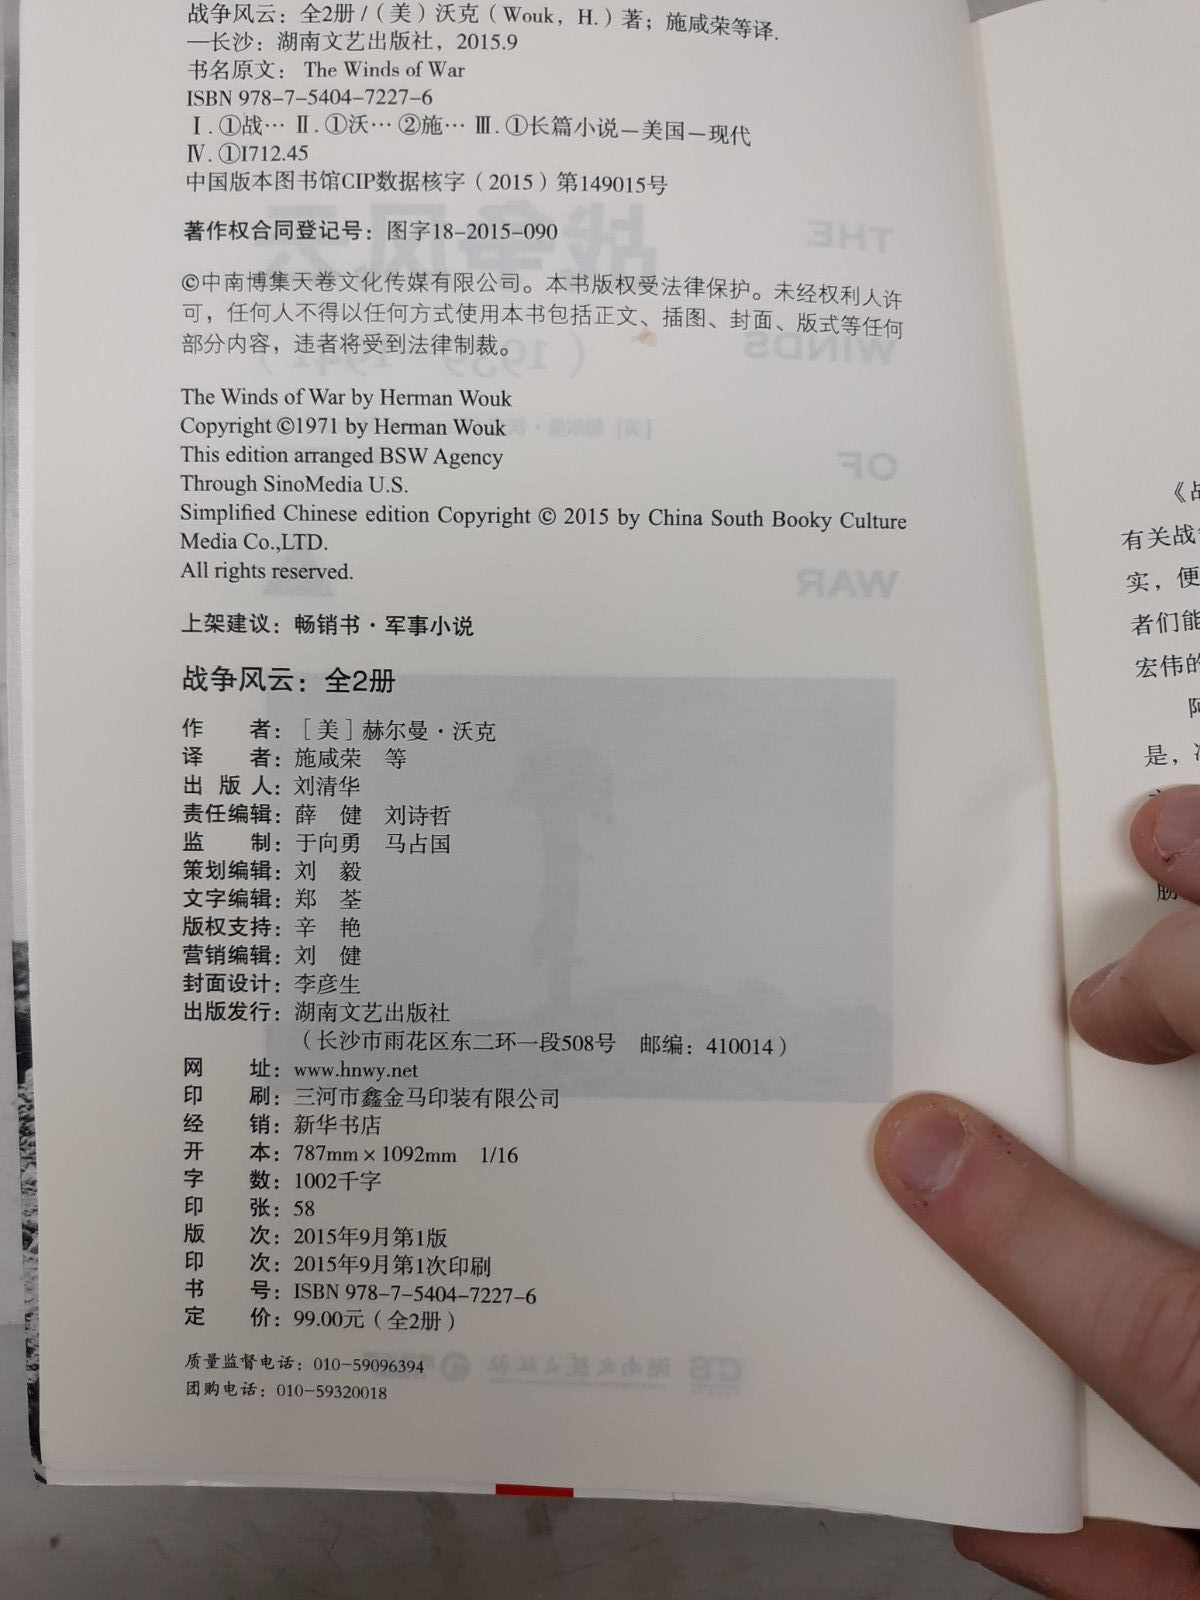 战争风云：全2册 /（美）沃克（Wouk，H.）著；施咸荣等译.
—长沙：湖南文艺出版社，2015.9
书名原文： The Winds of War
ISBN 978-7-5404-7227-6
Ⅰ. ①战… Ⅱ. ①沃… ②施… Ⅲ. ①长篇小说—美国—现代
Ⅳ. ①I712.45
中国版本图书馆CIP数据核字（2015）第149015号
著作权合同登记号：图字18-2015-090
©中南博集天卷文化传媒有限公司。本书版权受法律保护。未经权利人许
可，任何人不得以任何方式使用本书包括正文、插图、封面、版式等任何
部分内容，违者将受到法律制裁。
The Winds of War by Herman Wouk
Copyright ©1971 by Herman Wouk
This edition arranged BSW Agency
Through SinoMedia U.S.
Simplified Chinese edition Copyright © 2015 by China South Booky Culture
Media Co.,LTD.
All rights reserved.
上架建议：畅销书·军事小说
战争风云：全2册
作 者：［美］赫尔曼·沃克
译 者：施咸荣 等
出 版 人：刘清华
责任编辑：薛 健 刘诗哲
监 制：于向勇 马占国
策划编辑：刘 毅
文字编辑：郑 荃
版权支持：辛 艳
营销编辑：刘 健
封面设计：李彦生
出版发行：湖南文艺出版社
（长沙市雨花区东二环一段508号 邮编：410014）
网 址：www.hnwy.net
印 刷：三河市鑫金马印装有限公司
经 销：新华书店
开 本：787mm×1092mm 1/16
字 数：1002千字
印 张：58
版 次：2015年9月第1版
印 次：2015年9月第1次印刷
书 号：ISBN 978-7-5404-7227-6
定 价：99.00元（全2册）
质量监督电话：010-59096394
团购电话：010-59320018
《战
有关战
实，便
者们能
宏伟的
阿
是，